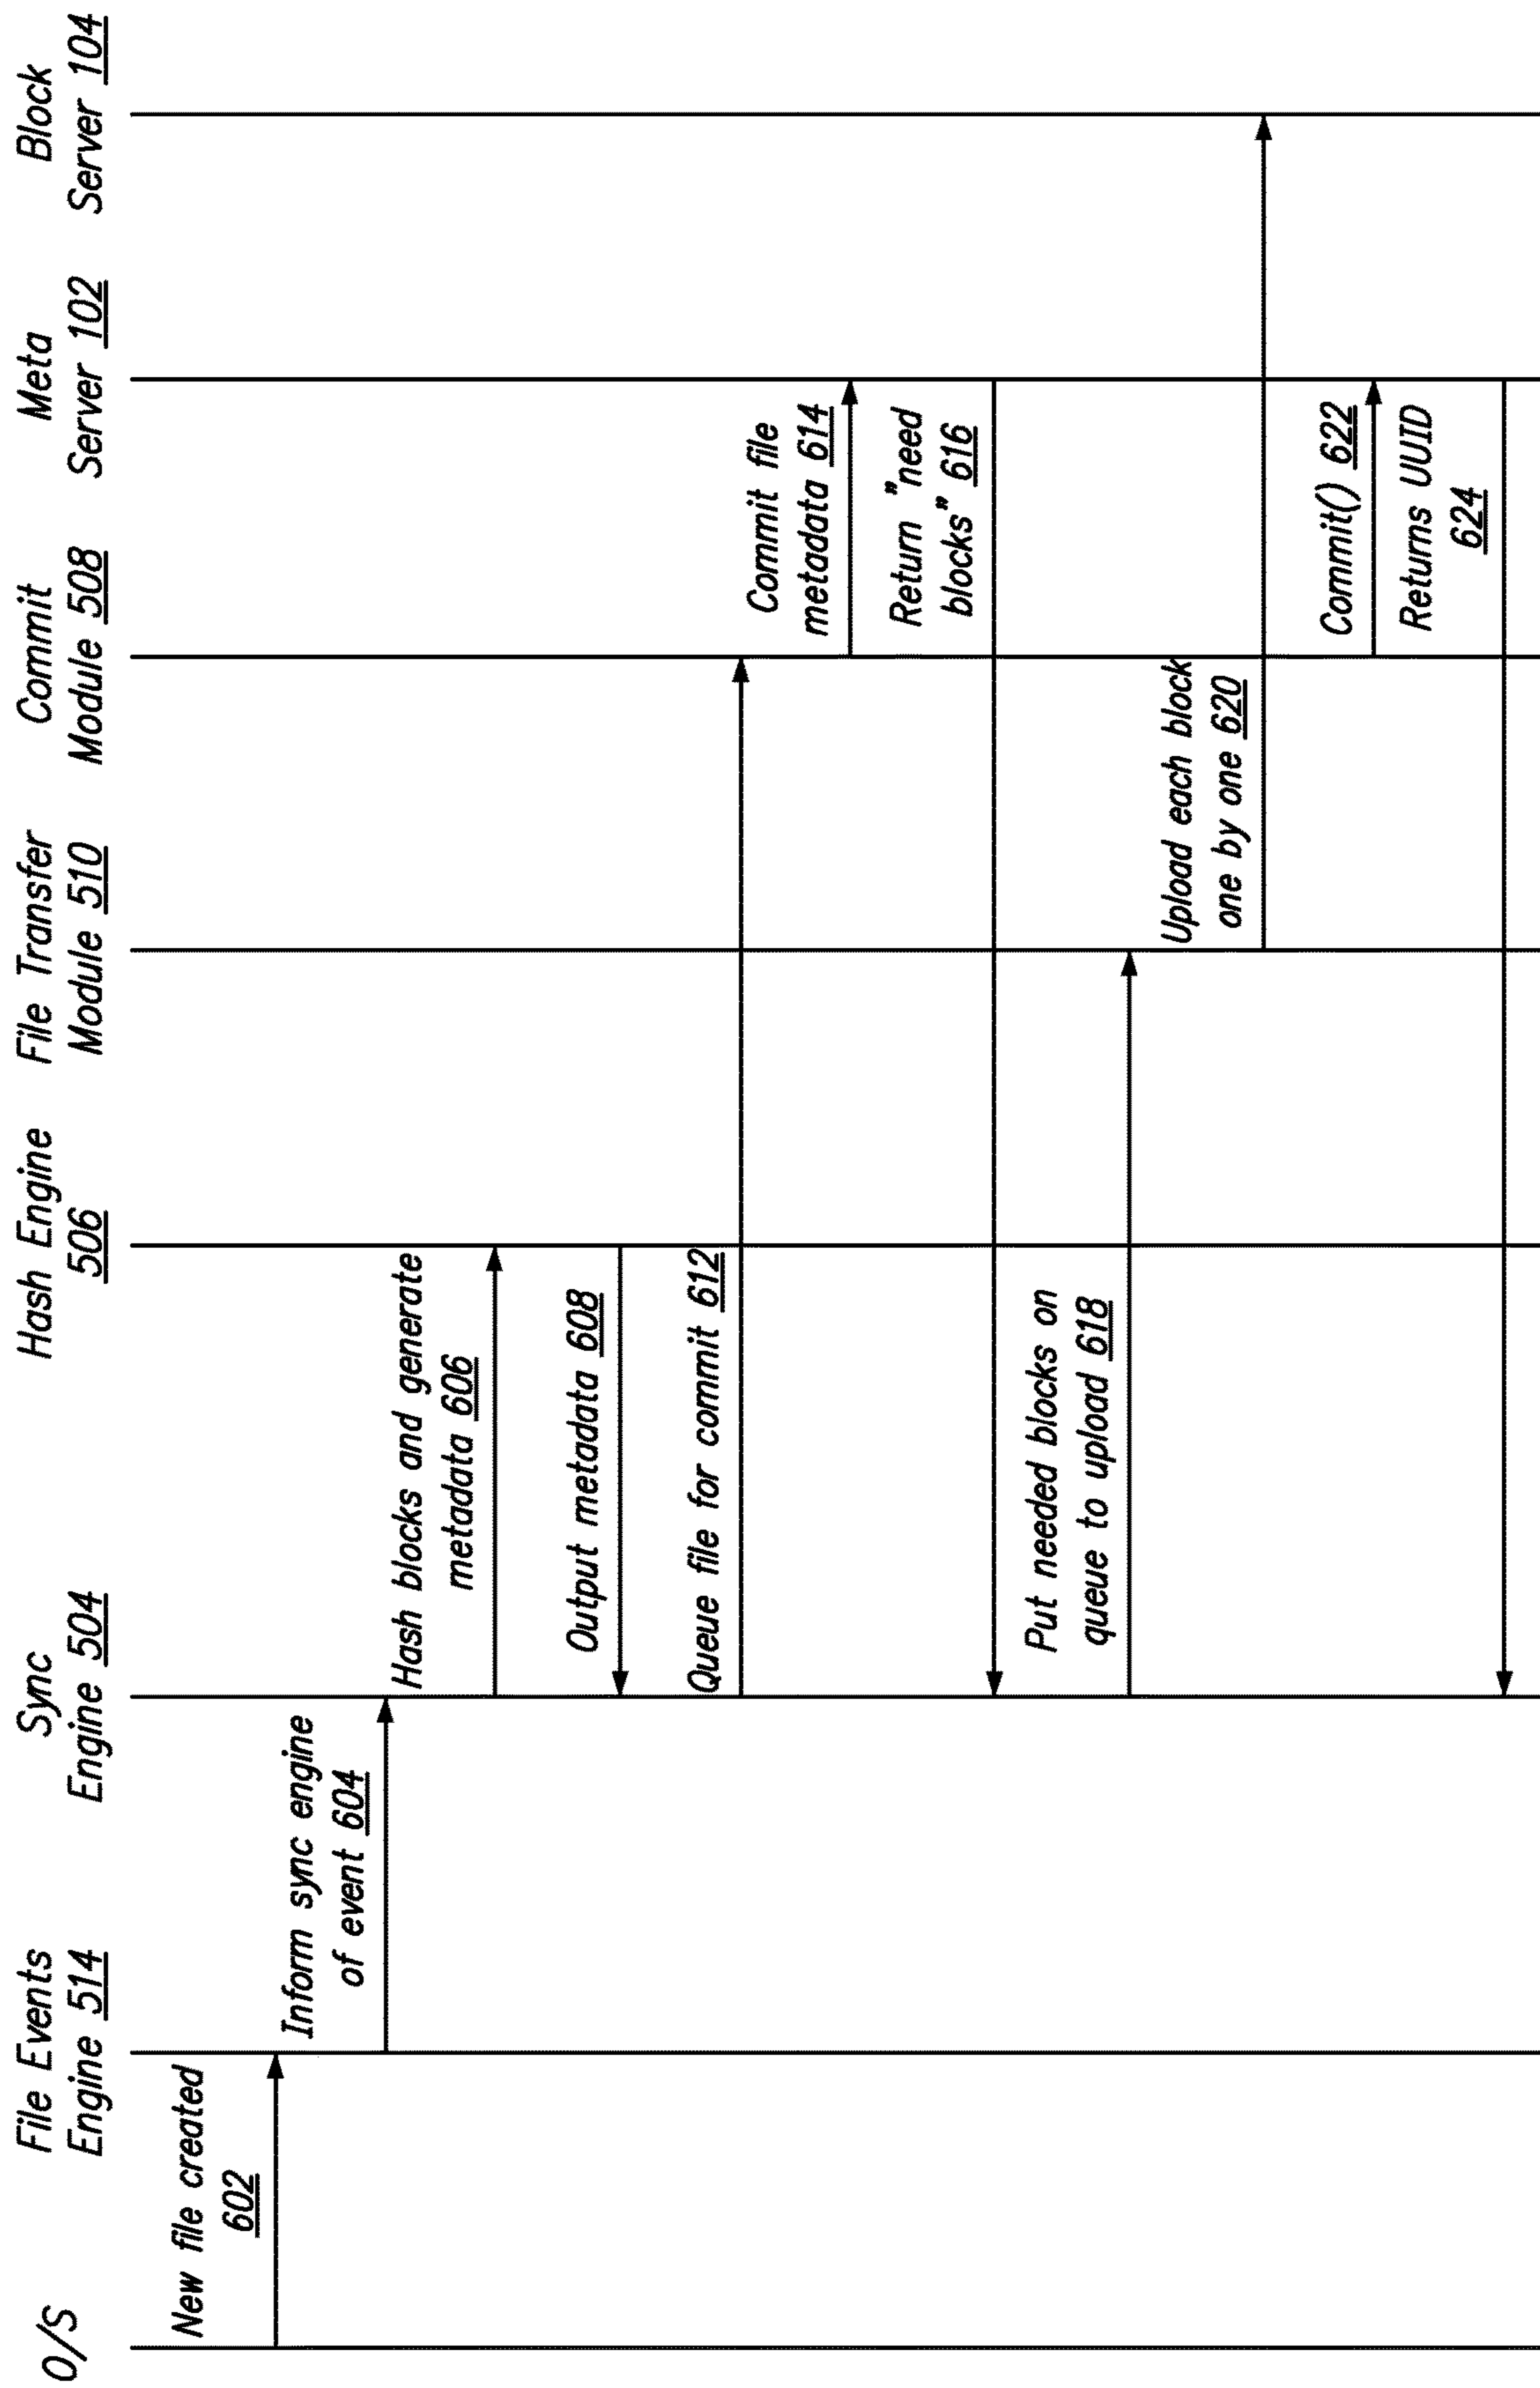 O/S
File Events
Engine 514
Sync
Engine 504
Hash Engine
506
File Transfer
Module 510
Commit
Module 508
Meta
Server 102
Block
Server 104
New file created
602
Inform sync engine
of event 604
Hash blocks and generate
metadata 606
Output metadata 608
Queue file for commit 612
Commit file
metadata 614
Return "need
blocks" 616
Put needed blocks on
queue to upload 618
Upload each block
one by one 620
Commit() 622
Returns UUID
624